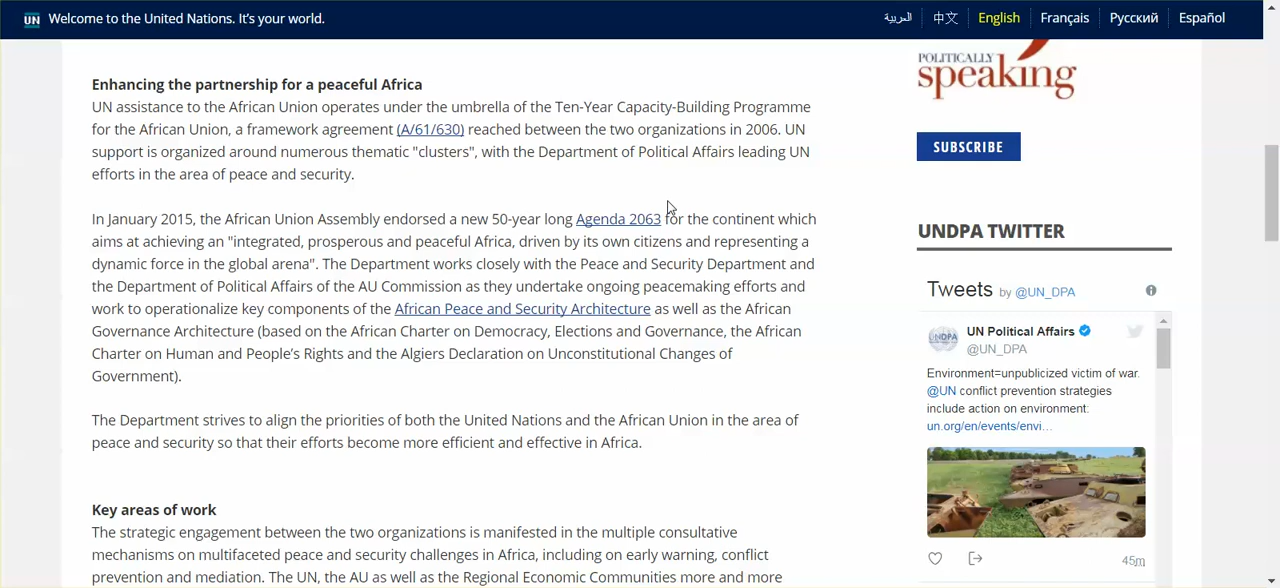 UN Welcome to the United Nations. It's your world.
العربية 中文 English Français Русский Español
Enhancing the partnership for a peaceful Africa
UN assistance to the African Union operates under the umbrella of the Ten-Year Capacity-Building Programme
for the African Union, a framework agreement (A/61/630) reached between the two organizations in 2006. UN
support is organized around numerous thematic "clusters", with the Department of Political Affairs leading UN
efforts in the area of peace and security.
In January 2015, the African Union Assembly endorsed a new 50-year long Agenda 2063 for the continent which
aims at achieving an "integrated, prosperous and peaceful Africa, driven by its own citizens and representing a
dynamic force in the global arena". The Department works closely with the Peace and Security Department and
the Department of Political Affairs of the AU Commission as they undertake ongoing peacemaking efforts and
work to operationalize key components of the African Peace and Security Architecture as well as the African
Governance Architecture (based on the African Charter on Democracy, Elections and Governance, the African
Charter on Human and People's Rights and the Algiers Declaration on Unconstitutional Changes of
Government).
The Department strives to align the priorities of both the United Nations and the African Union in the area of
peace and security so that their efforts become more efficient and effective in Africa.
Key areas of work
The strategic engagement between the two organizations is manifested in the multiple consultative
mechanisms on multifaceted peace and security challenges in Africa, including on early warning, conflict
prevention and mediation. The UN, the AU as well as the Regional Economic Communities more and more
POLITICALLY
speaking
SUBSCRIBE
UNDPA TWITTER
Tweets by @UN_DPA
UN Political Affairs
@UN_DPA
Environment=unpublicized victim of war.
@UN conflict prevention strategies
include action on environment:
un.org/en/events/envi…
45m